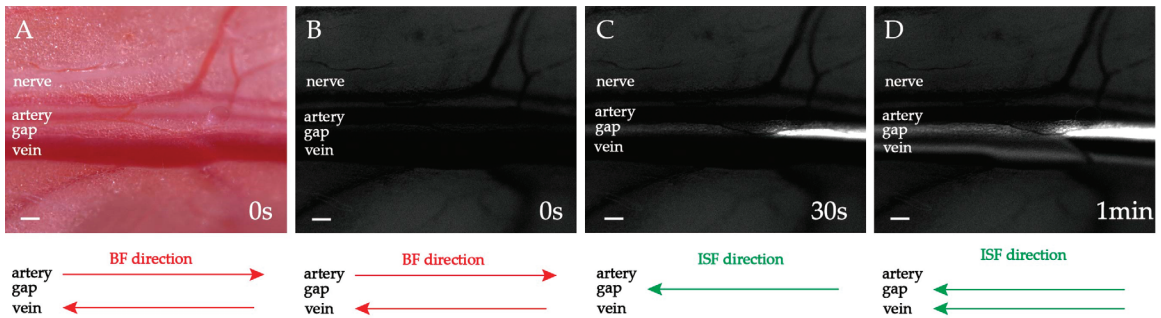 A
nerve
artery
gap
vein
0s
B
nerve
artery
gap
vein
0s
C
nerve
artery
gap
vein
30s
D
nerve
artery
gap
vein
1min
BF direction
artery
gap
vein
BF direction
artery
gap
vein
ISF direction
artery
gap
vein
ISF direction
artery
gap
vein